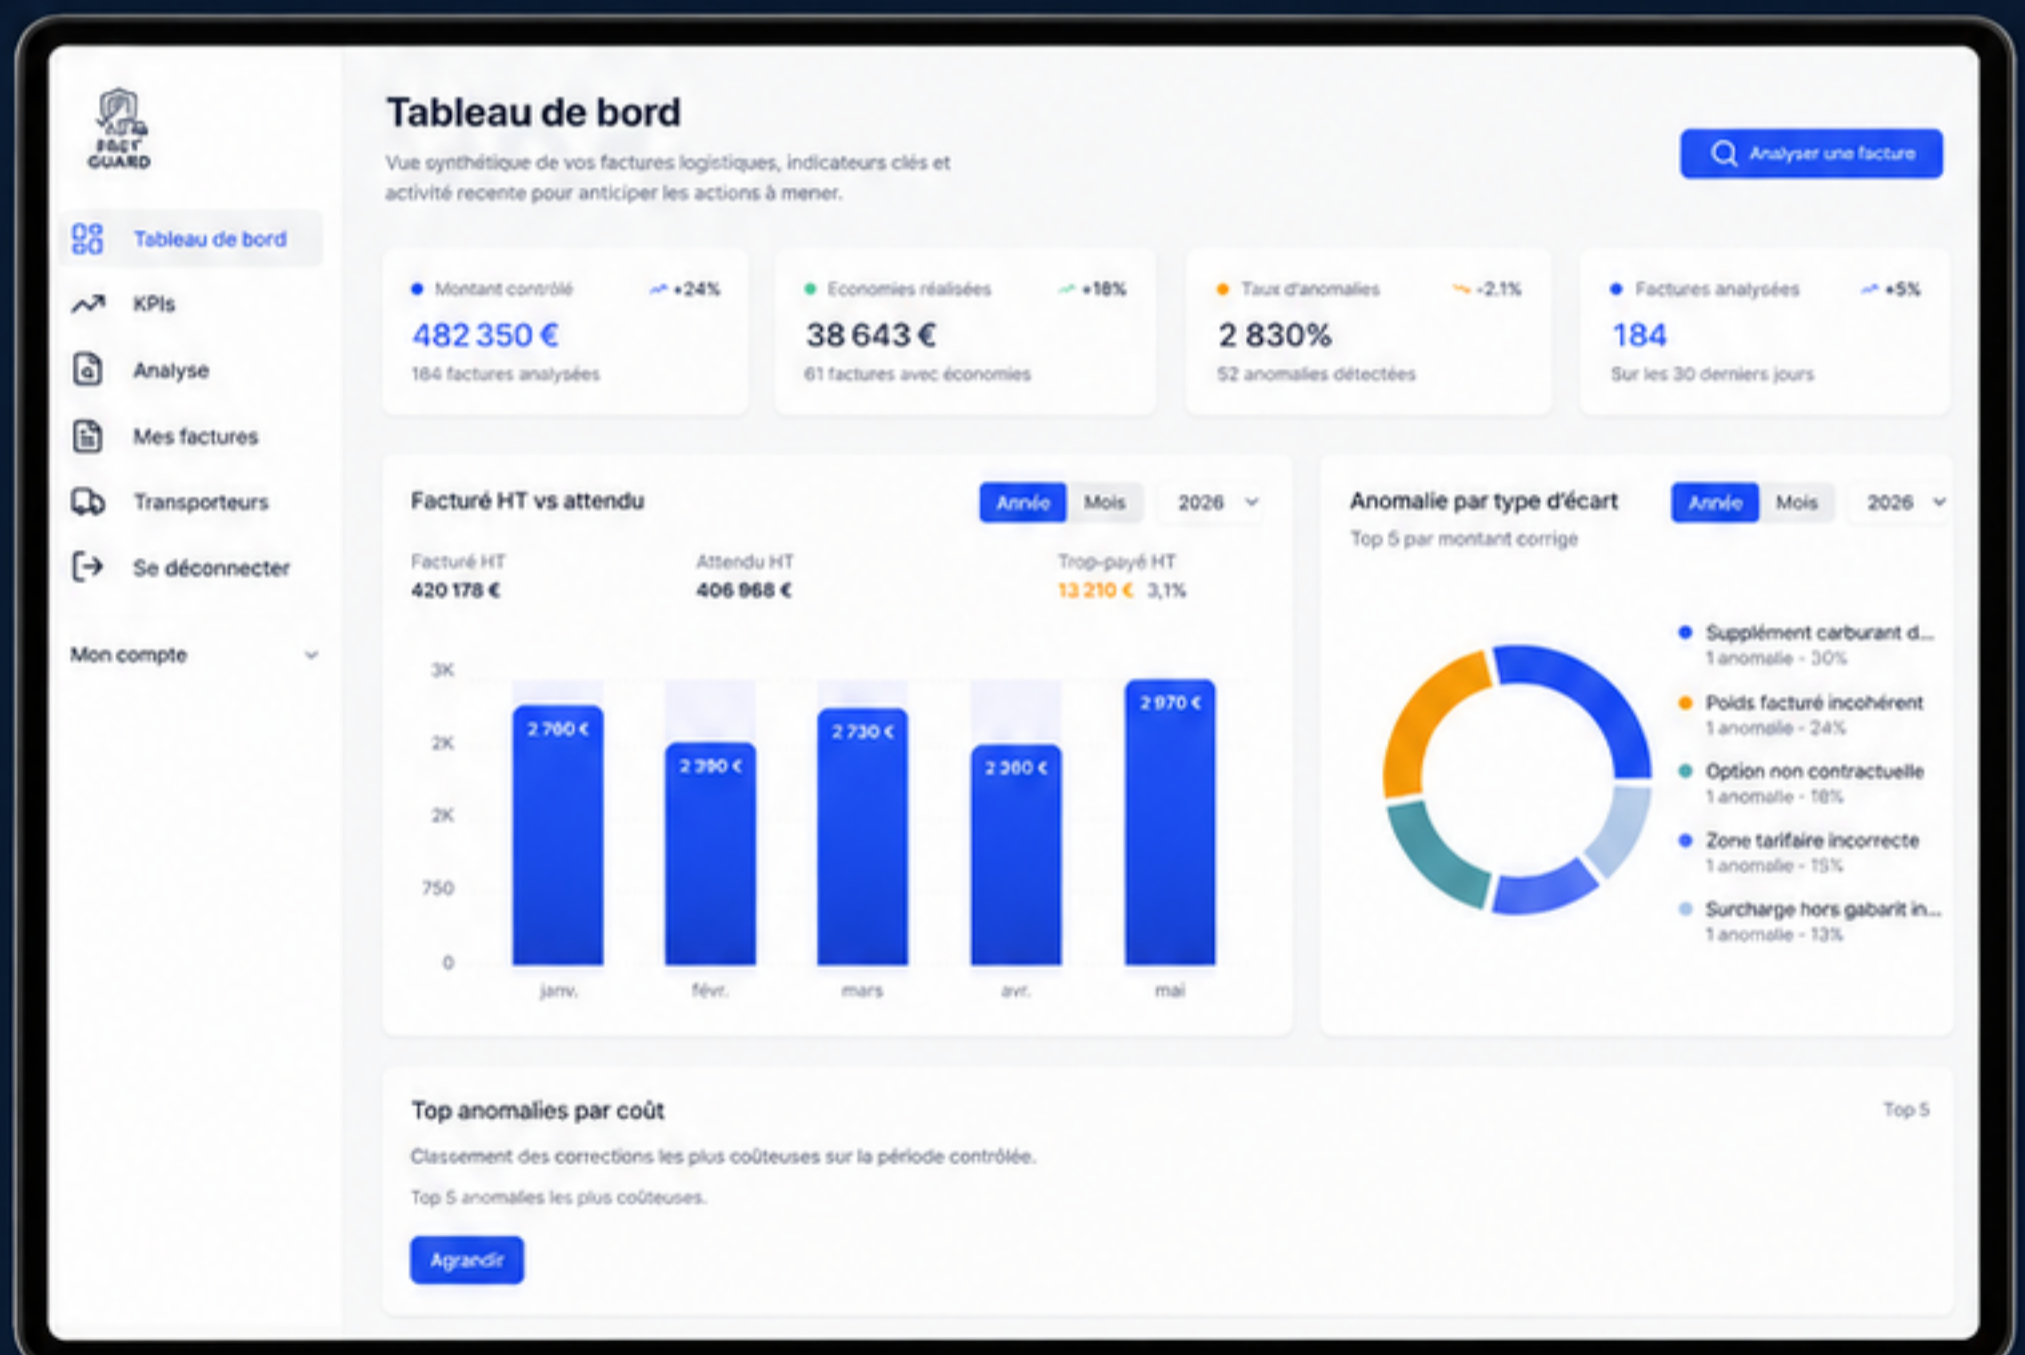 GUARD
Tableau de bord
KPIs
Analyse
Mes factures
Transporteurs
Se déconnecter
Mon compte
Tableau de bord
Vue synthétique de vos factures logistiques, indicateurs clés et
activité recente pour anticiper les actions à mener.
Analyser une facture
Montant contrôlé +24%
482 350 €
184 factures analysées
Economies réalisées +18%
38 643 €
61 factures avec économies
Taux d'anomalies -2.1%
2 830%
52 anomalies détectées
Factures analysées +5%
184
Sur les 30 derniers jours
Facturé HT vs attendu
Année Mois 2026
Facturé HT Attendu HT Trop-payé HT
420 178 € 406 968 € 13 210 € 3,1%
3K
2K
2K
750
0
2 760 €
2 390 €
2 730 €
2 360 €
2 970 €
janv. févr. mars avr. mai
Anomalie par type d'écart
Année Mois 2026
Top 5 par montant corrigé
Supplément carburant d...
1 anomalie - 30%
Poids facturé incohérent
1 anomalie - 24%
Option non contractuelle
1 anomalie - 18%
Zone tarifaire incorrecte
1 anomalie - 15%
Surcharge hors gabarit in...
1 anomalie - 13%
Top anomalies par coût
Top 5
Classement des corrections les plus coûteuses sur la période contrôlée.
Top 5 anomalies les plus coûteuses.
Agrandir